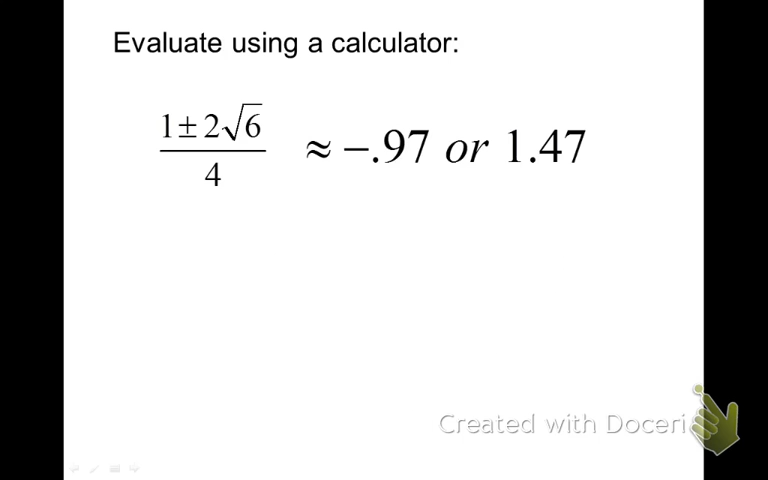 Evaluate using a calculator:
1 ± 2√6 / 4 ≈ −.97 or 1.47
Created with Doceri